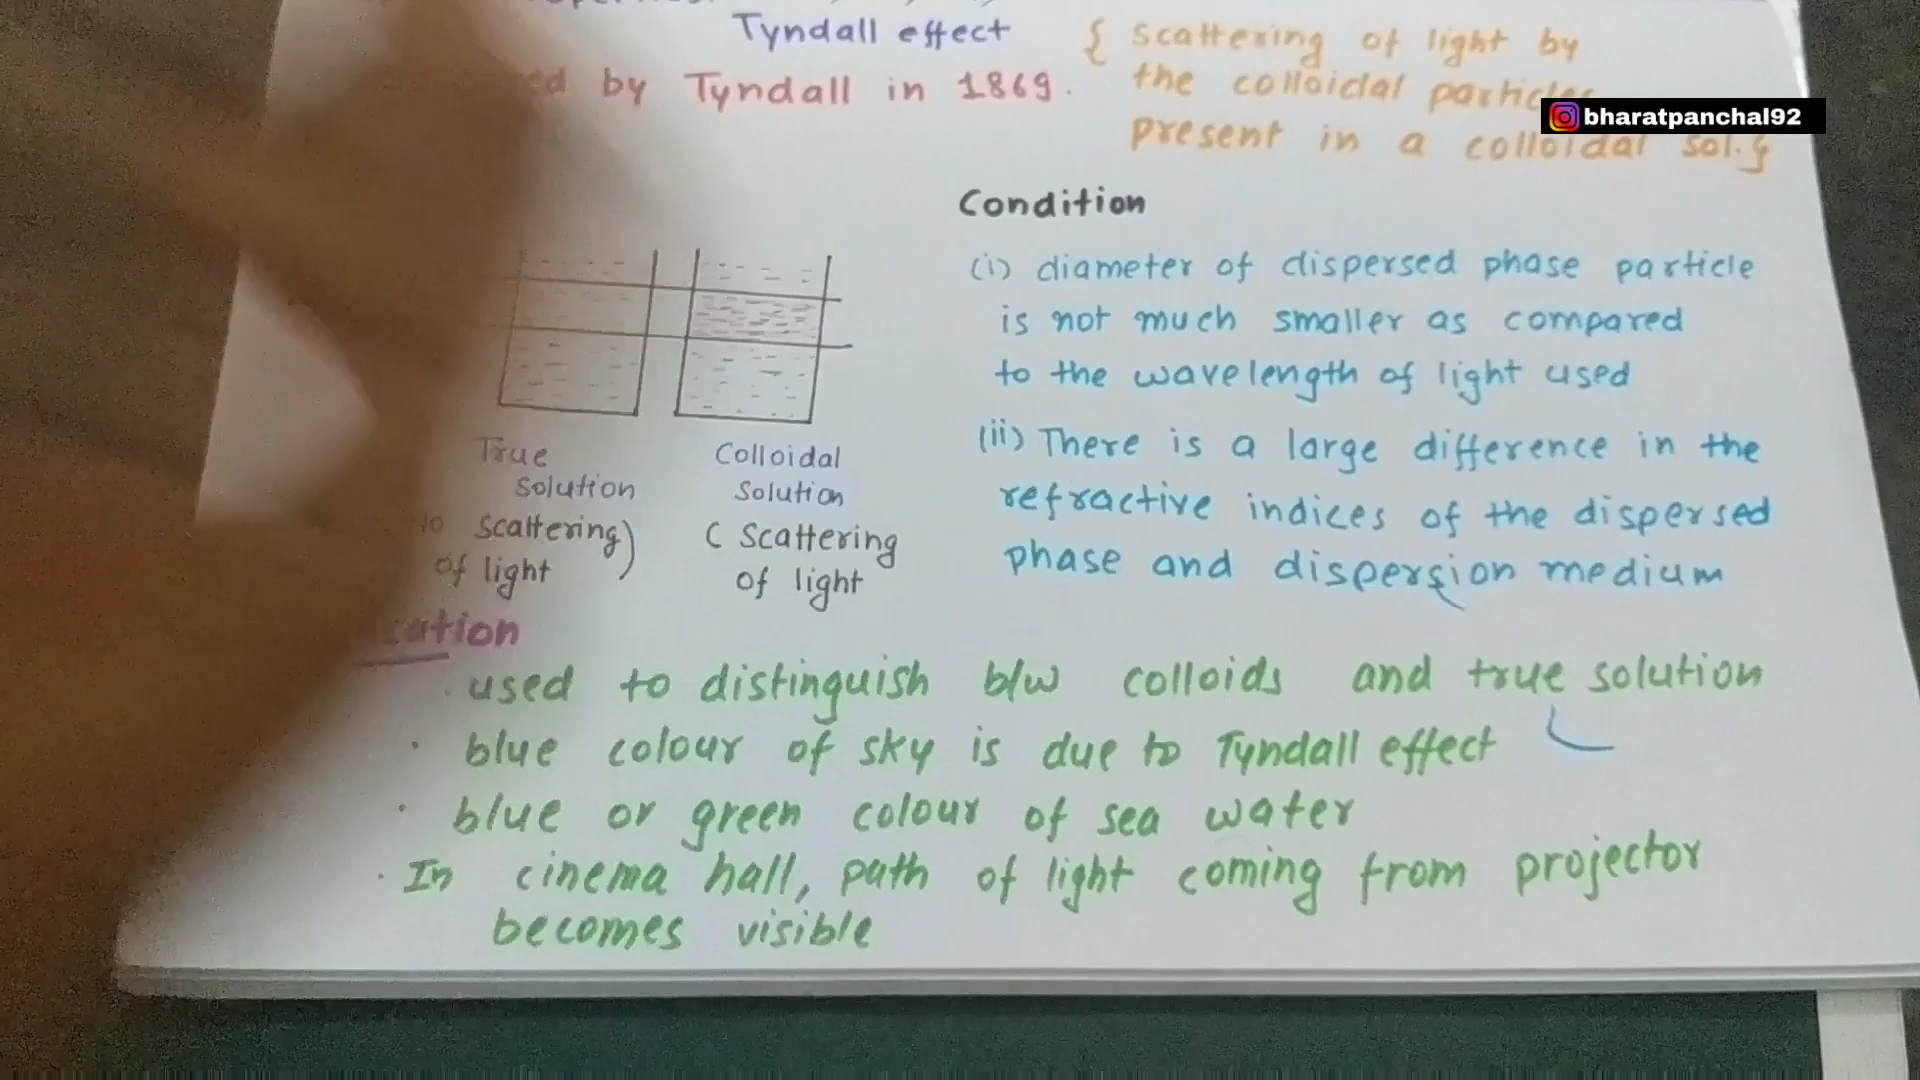 Tyndall effect
by Tyndall in 1869.
{ Scattering of light by
the colloidal particles
present in a colloidal sol.}
bharatpanchal92
Condition
(i) diameter of dispersed phase particle
is not much smaller as compared
to the wavelength of light used
(ii) There is a large difference in the
refractive indices of the dispersed
phase and dispersion medium
True
Solution
Scattering)
of light
Colloidal
Solution
( Scattering
of light
used to distinguish b/w colloids and true solution
· blue colour of sky is due to Tyndall effect
· blue or green colour of sea water
· In cinema hall, path of light coming from projector
becomes visible